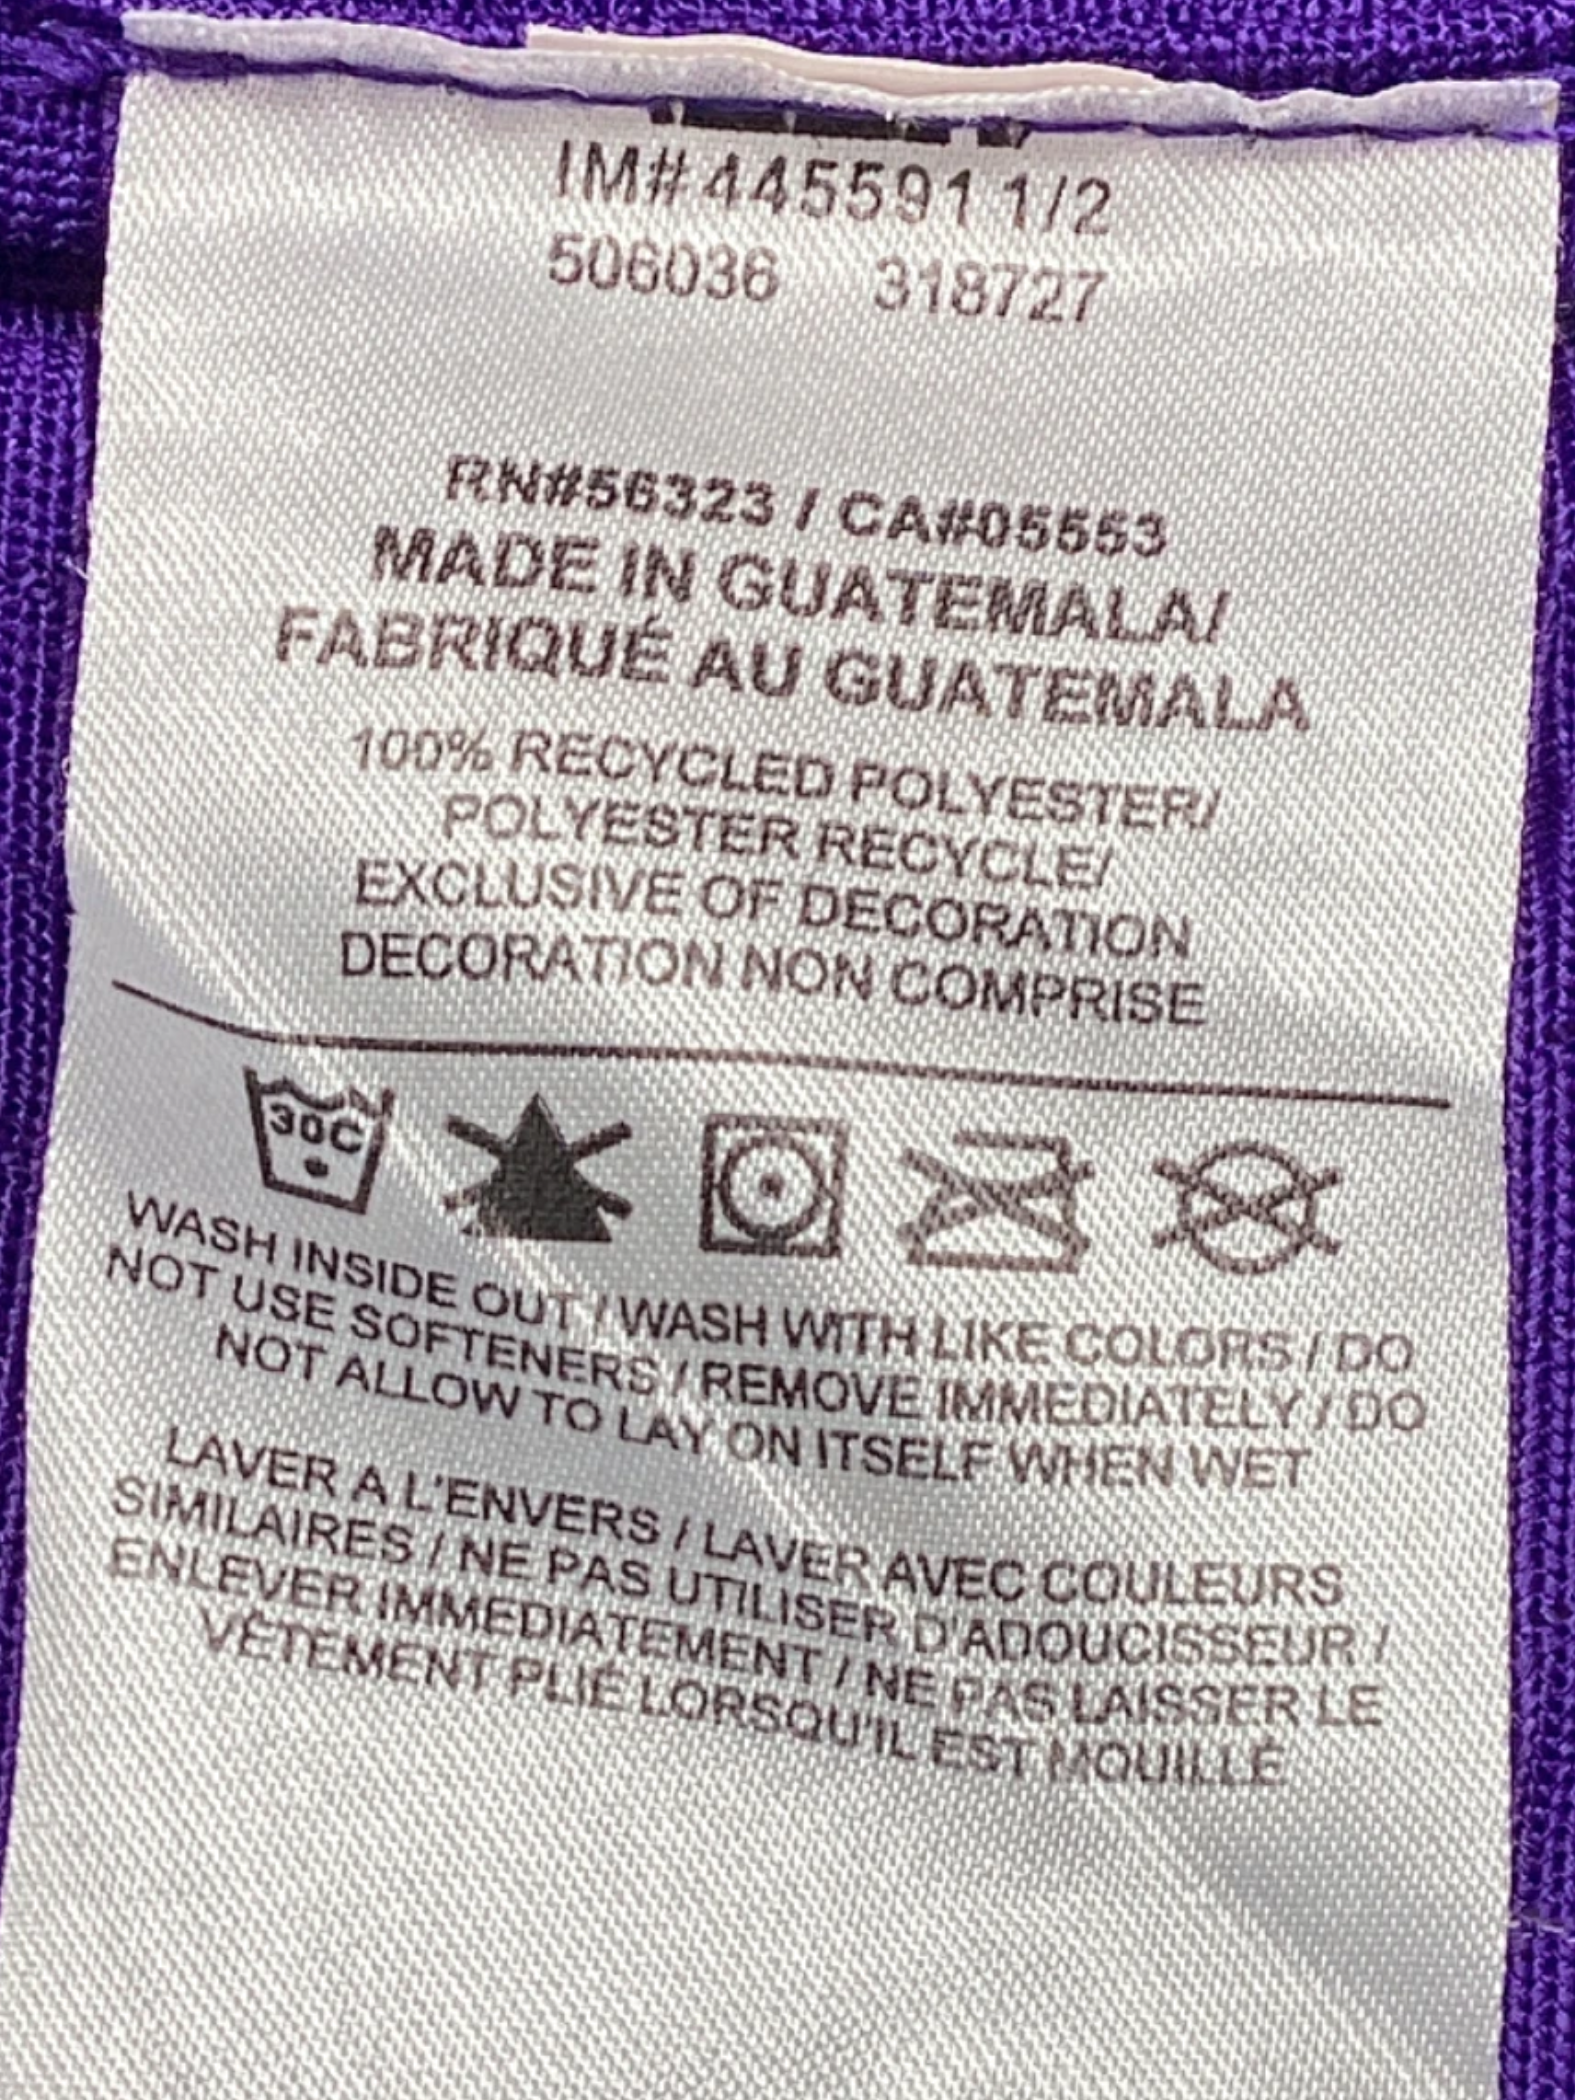 IM#445591 1/2
506036 318727
RN#56323 / CA#05553
MADE IN GUATEMALA/
FABRIQUÉ AU GUATEMALA
100% RECYCLED POLYESTER/
POLYESTER RECYCLE/
EXCLUSIVE OF DECORATION
DECORATION NON COMPRISE
30C
WASH INSIDE OUT / WASH WITH LIKE COLORS / DO
NOT USE SOFTENERS / REMOVE IMMEDIATELY / DO
NOT ALLOW TO LAY ON ITSELF WHEN WET
LAVER A L'ENVERS / LAVER AVEC COULEURS
SIMILAIRES / NE PAS UTILISER D'ADOUCISSEUR /
ENLEVER IMMEDIATEMENT / NE PAS LAISSER LE
VÊTEMENT PLIÉ LORSQU'IL EST MOUILLÉ